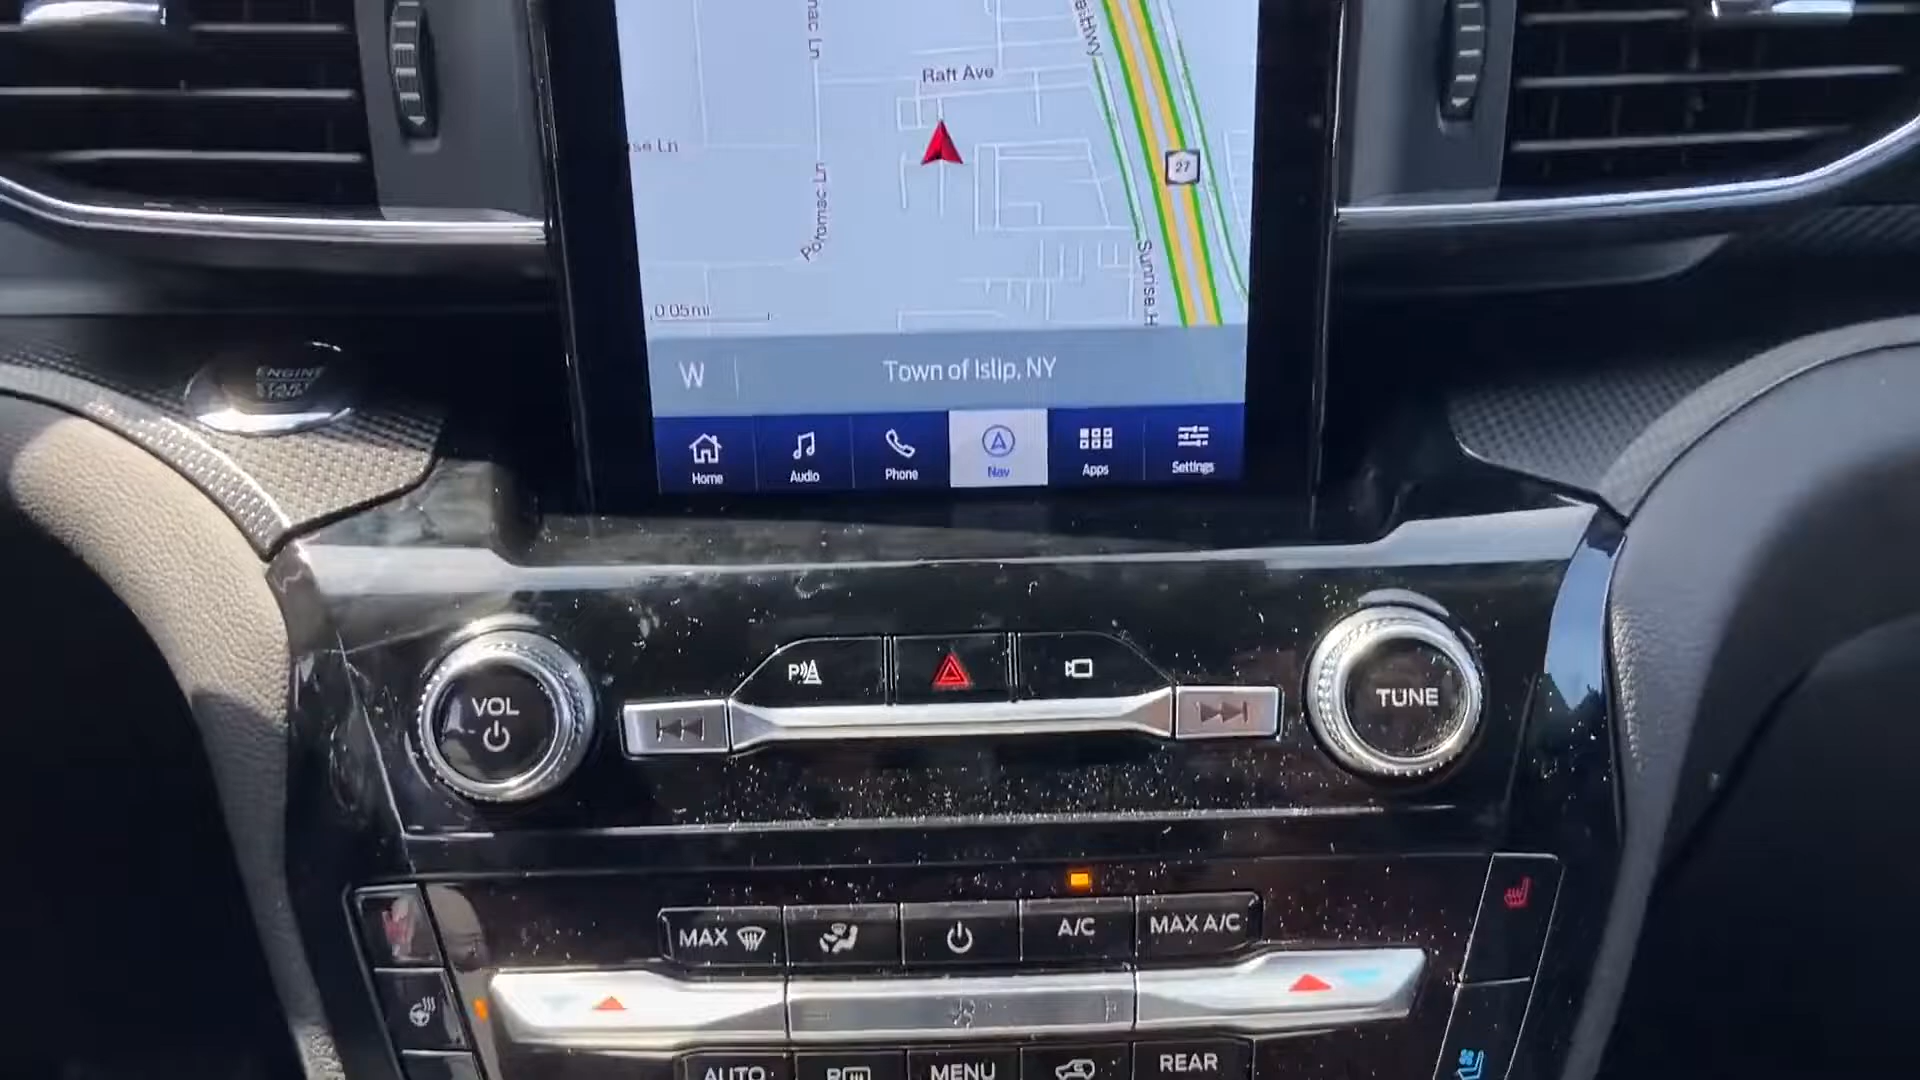 Raft Ave
27
Potomac Ln
0.05mi
W
Town of Islip, NY
ENGINE
START
STOP
Home
Audio
Phone
Nav
Apps
Settings
VOL
P
TUNE
MAX
A/C
MAX A/C
AUTO
R
MENU
REAR